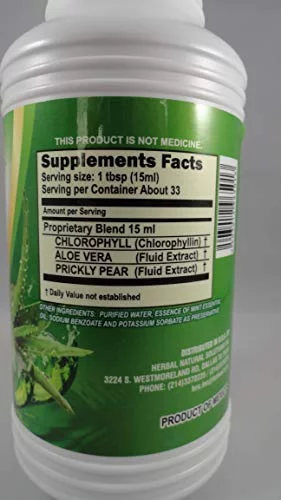 THIS PRODUCT IS NOT MEDICINE.
Supplements Facts
Serving size: 1 tbsp (15ml)
Serving per Container About 33
Amount per Serving
Proprietary Blend 15 ml
CHLOROPHYLL (Chlorophyllin) †
ALOE VERA (Fluid Extract) †
PRICKLY PEAR (Fluid Extract) †
† Daily Value not established
OTHER INGREDIENTS: PURIFIED WATER, ESSENCE OF MINT ESSENTIAL
OIL, SODIUM BENZOATE AND POTASSIUM SORBATE AS PRESERVATIVE.
DISTRIBUTED IN
HERBAL NATURAL
3224 S. WESTMORELAND RD. DALLAS
PHONE: (214)
PRODUCT OF